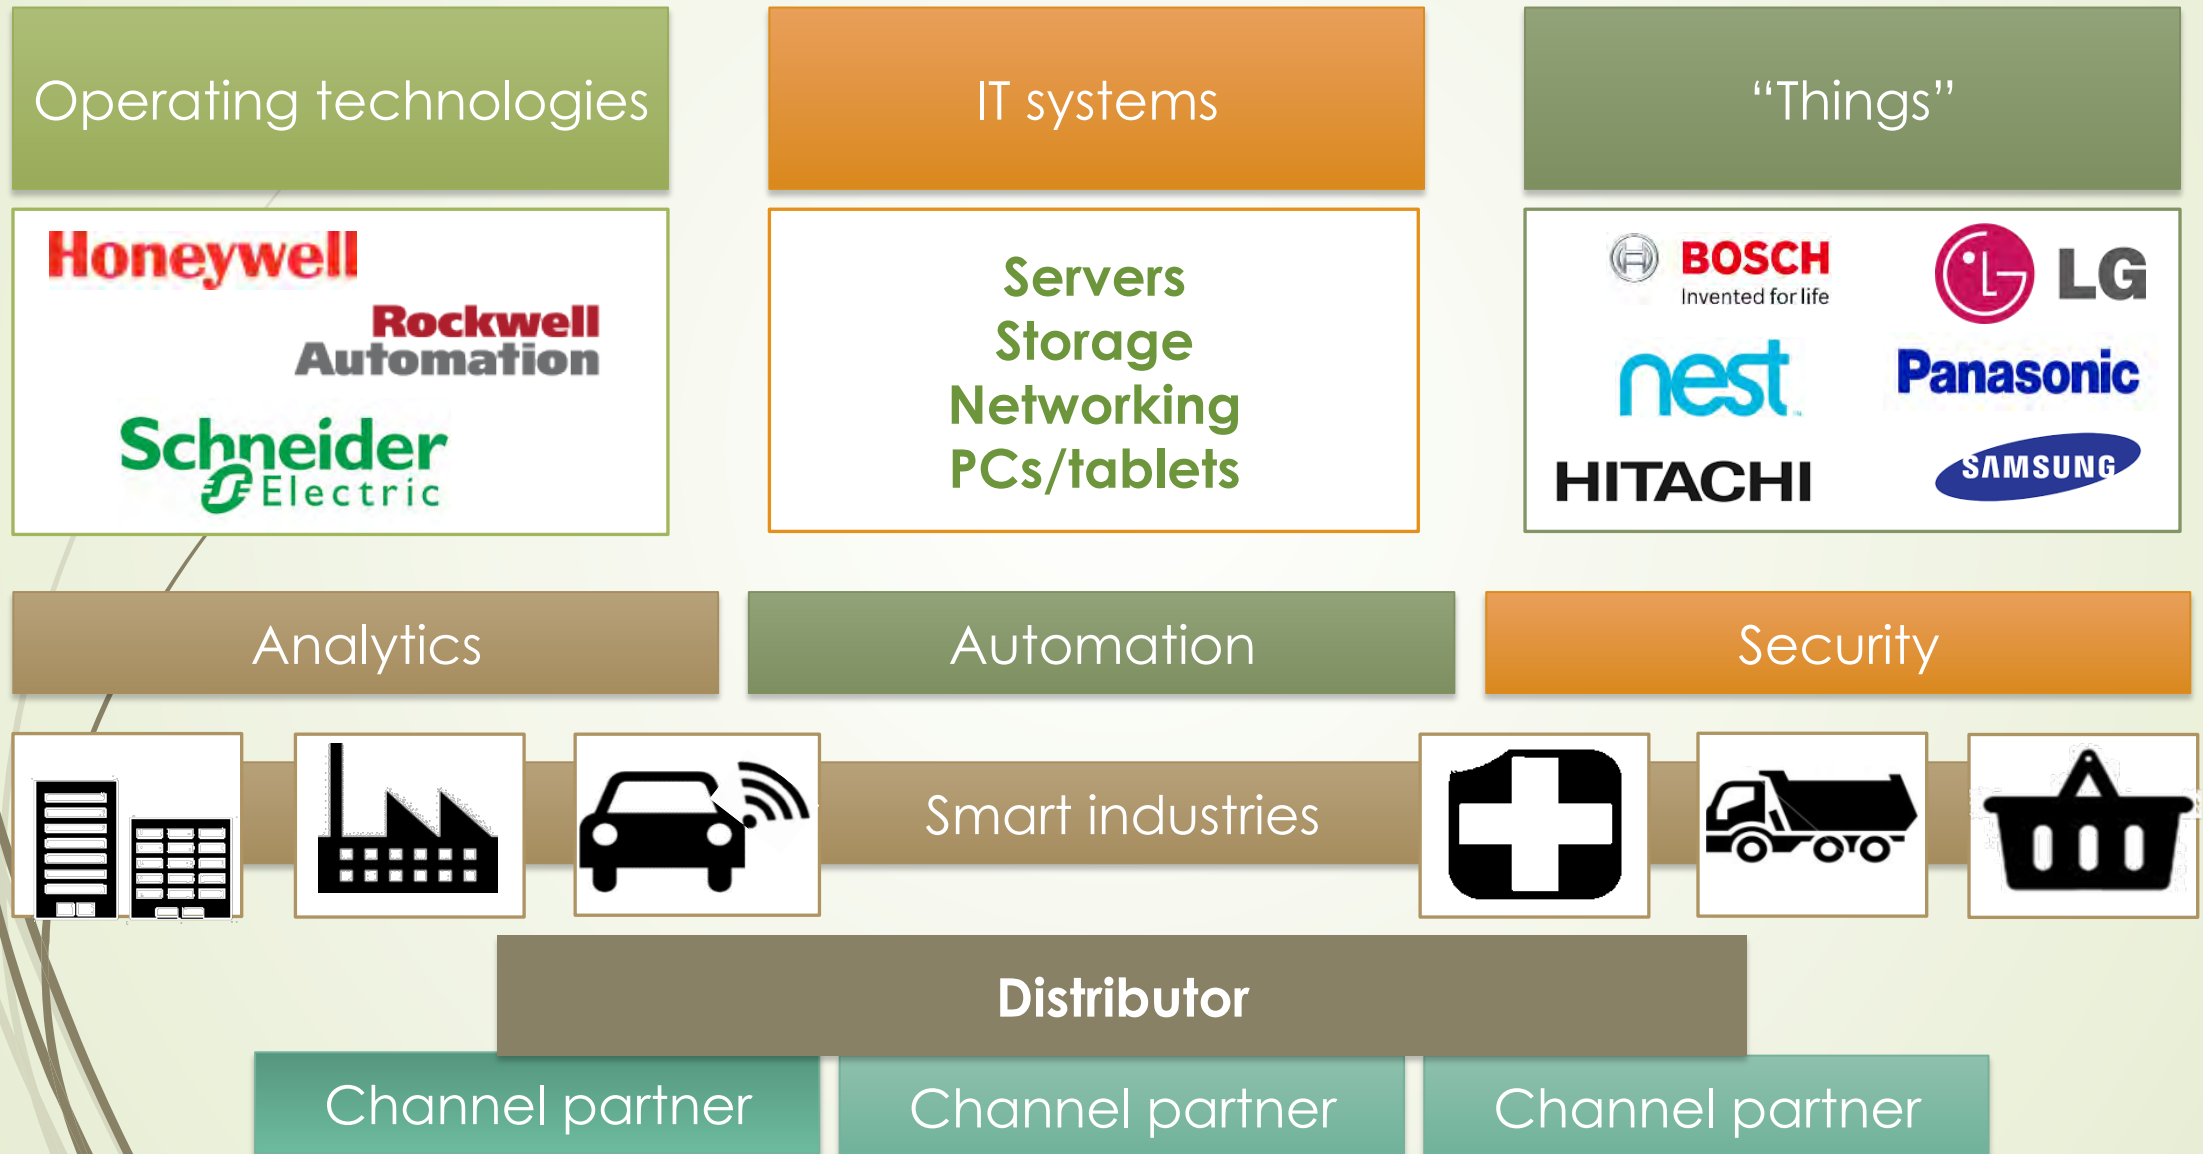 Operating technologies
IT systems
“Things”
Honeywell
Rockwell
Automation
Schneider
Electric
Servers
Storage
Networking
PCs/tablets
BOSCH
Invented for life
LG
nest
Panasonic
HITACHI
SAMSUNG
Analytics
Automation
Security
Smart industries
Distributor
Channel partner
Channel partner
Channel partner